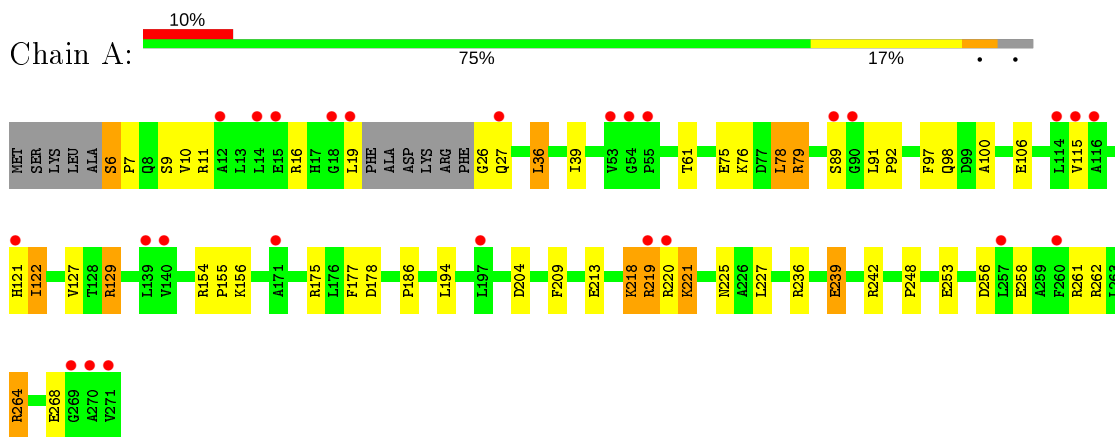 10%
Chain A:
75% 17% • •
MET SER LYS LEU ALA S6 P7 Q8 S9 V10 R11 A12 L13 L14 E15 R16 H17 G18 L19 PHE ALA ASP LYS ARG PHE G26 Q27 L36 I39 V53 G54 P55 T61 E75 K76 D77 L78 R79 S89 G90 L91 P92 F97 Q98 D99 A100 E106 L114 V115 A116
H121 I122 V127 T128 R129 L139 V140 R154 P155 K156 A171 R175 L176 F177 D178 P186 L194 L197 D204 F209 E213 K218 R219 R220 K221 N225 A226 L227 R236 E239 R242 P248 E253 D256 L257 E258 A259 F260 R261 R262 L263
R264 E268 G269 A270 V271